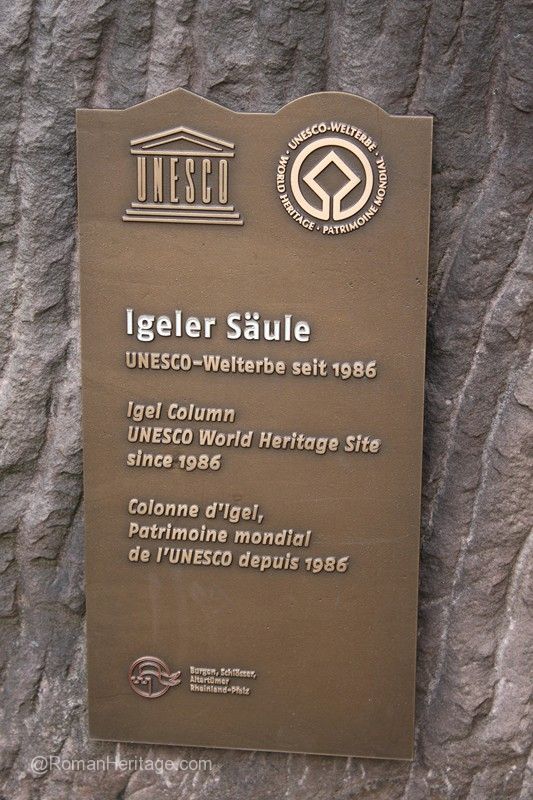 UNESCO
UNESCO-WELTERBE · PATRIMOINE MONDIAL · WORLD HERITAGE ·
Igeler Säule
UNESCO-Welterbe seit 1986
Igel Column
UNESCO World Heritage Site
since 1986
Colonne d'Igel,
Patrimoine mondial
de l'UNESCO depuis 1986
Burgen, Schlösser,
Altertümer
Rheinland-Pfalz
@RomanHeritage.com